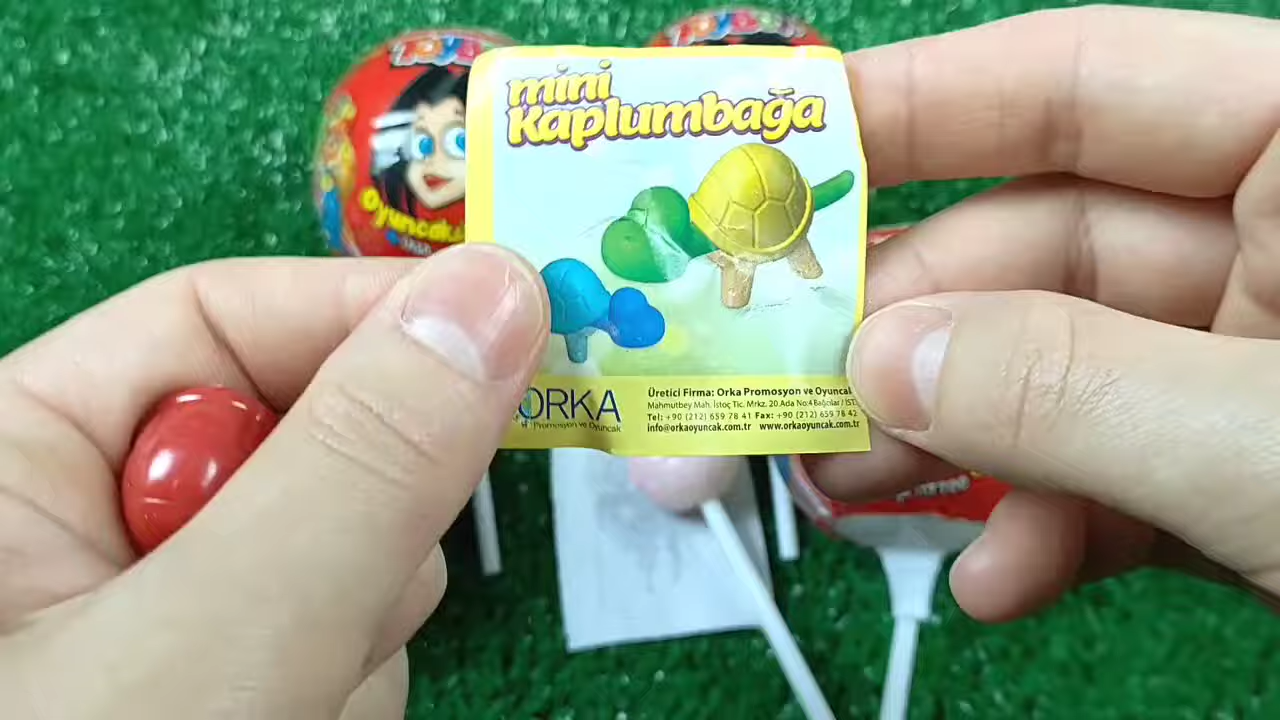 mini
Kaplumbağa
ORKA
Promosyon ve Oyuncak
Üretici Firma: Orka Promosyon ve Oyuncak
Mahmutbey Mah. İstoç Tic. Mrkz. 20.Ada No:4 Bağcılar / İST.
Tel: +90 (212) 659 78 41 Fax: +90 (212) 659 78 42
info@orkaoyuncak.com.tr www.orkaoyuncak.com.tr
Oyuncak